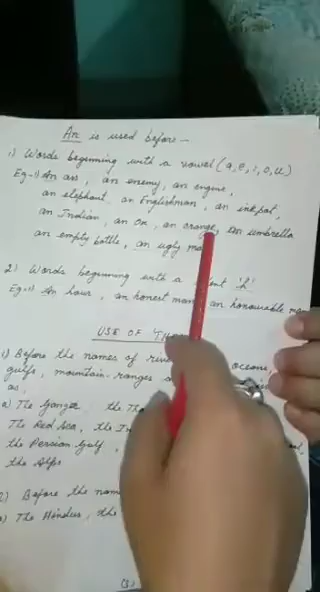 An is used before —
1) Words beginning with a vowel (a, e, i, o, u)
Eg -1) An ass, an enemy, an engine,
an elephant, an Englishman, an inkpot,
an Indian, an ox, an orange, an umbrella
an empty bottle, an ugly
2) Words beginning with a 'h'
Eg -1) An hour, an honest man, an honourable
USE OF
1) Before the names of oceans,
gulfs, mountain-ranges
as,
a) The Ganga, the
The Red Sea, the
the Persian Gulf,
the Alps
2) Before the
a) The Hindus, the